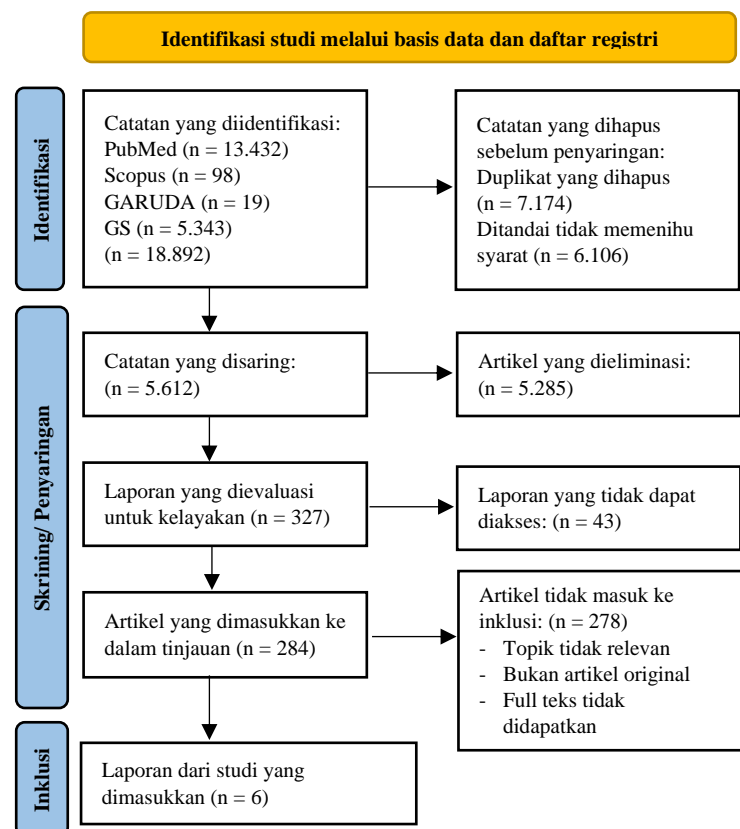 Identifikasi studi melalui basis data dan daftar registri
Identifikasi
Catatan yang diidentifikasi:
PubMed (n = 13.432)
Scopus (n = 98)
GARUDA (n = 19)
GS (n = 5.343)
(n = 18.892)
Catatan yang dihapus
sebelum penyaringan:
Duplikat yang dihapus
(n = 7.174)
Ditandai tidak memenihu
syarat (n = 6.106)
Skrining/ Penyaringan
Catatan yang disaring:
(n = 5.612)
Artikel yang dieliminasi:
(n = 5.285)
Laporan yang dievaluasi
untuk kelayakan (n = 327)
Laporan yang tidak dapat
diakses: (n = 43)
Artikel yang dimasukkan ke
dalam tinjauan (n = 284)
Artikel tidak masuk ke
inklusi: (n = 278)
- Topik tidak relevan
- Bukan artikel original
- Full teks tidak
didapatkan
Inklusi
Laporan dari studi yang
dimasukkan (n = 6)